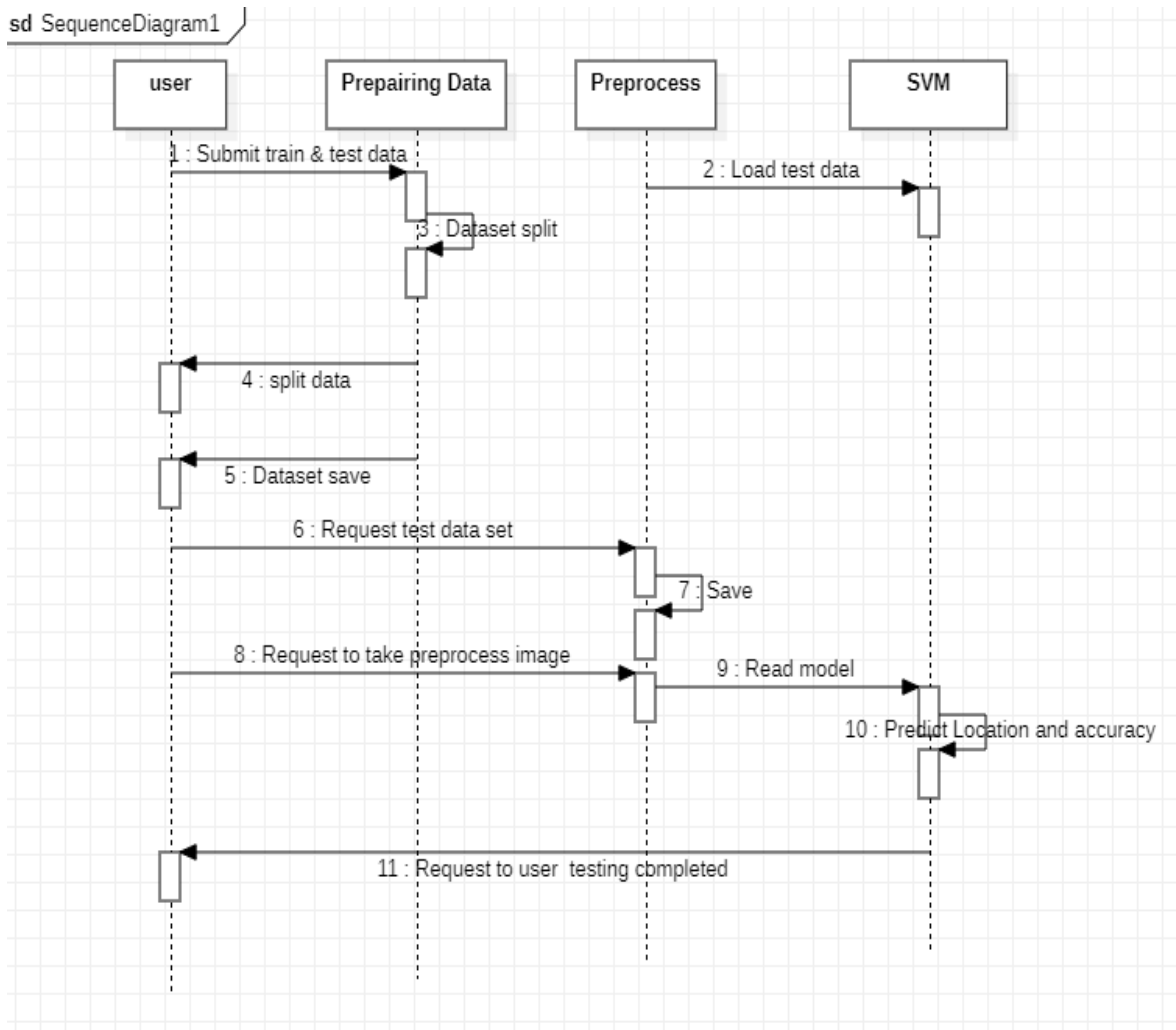 sd SequenceDiagram1
user
Prepairing Data
Preprocess
SVM
1 : Submit train & test data
2 : Load test data
3 : Dataset split
4 : split data
5 : Dataset save
6 : Request test data set
7 : Save
8 : Request to take preprocess image
9 : Read model
10 : Predict Location and accuracy
11 : Request to user  testing completed